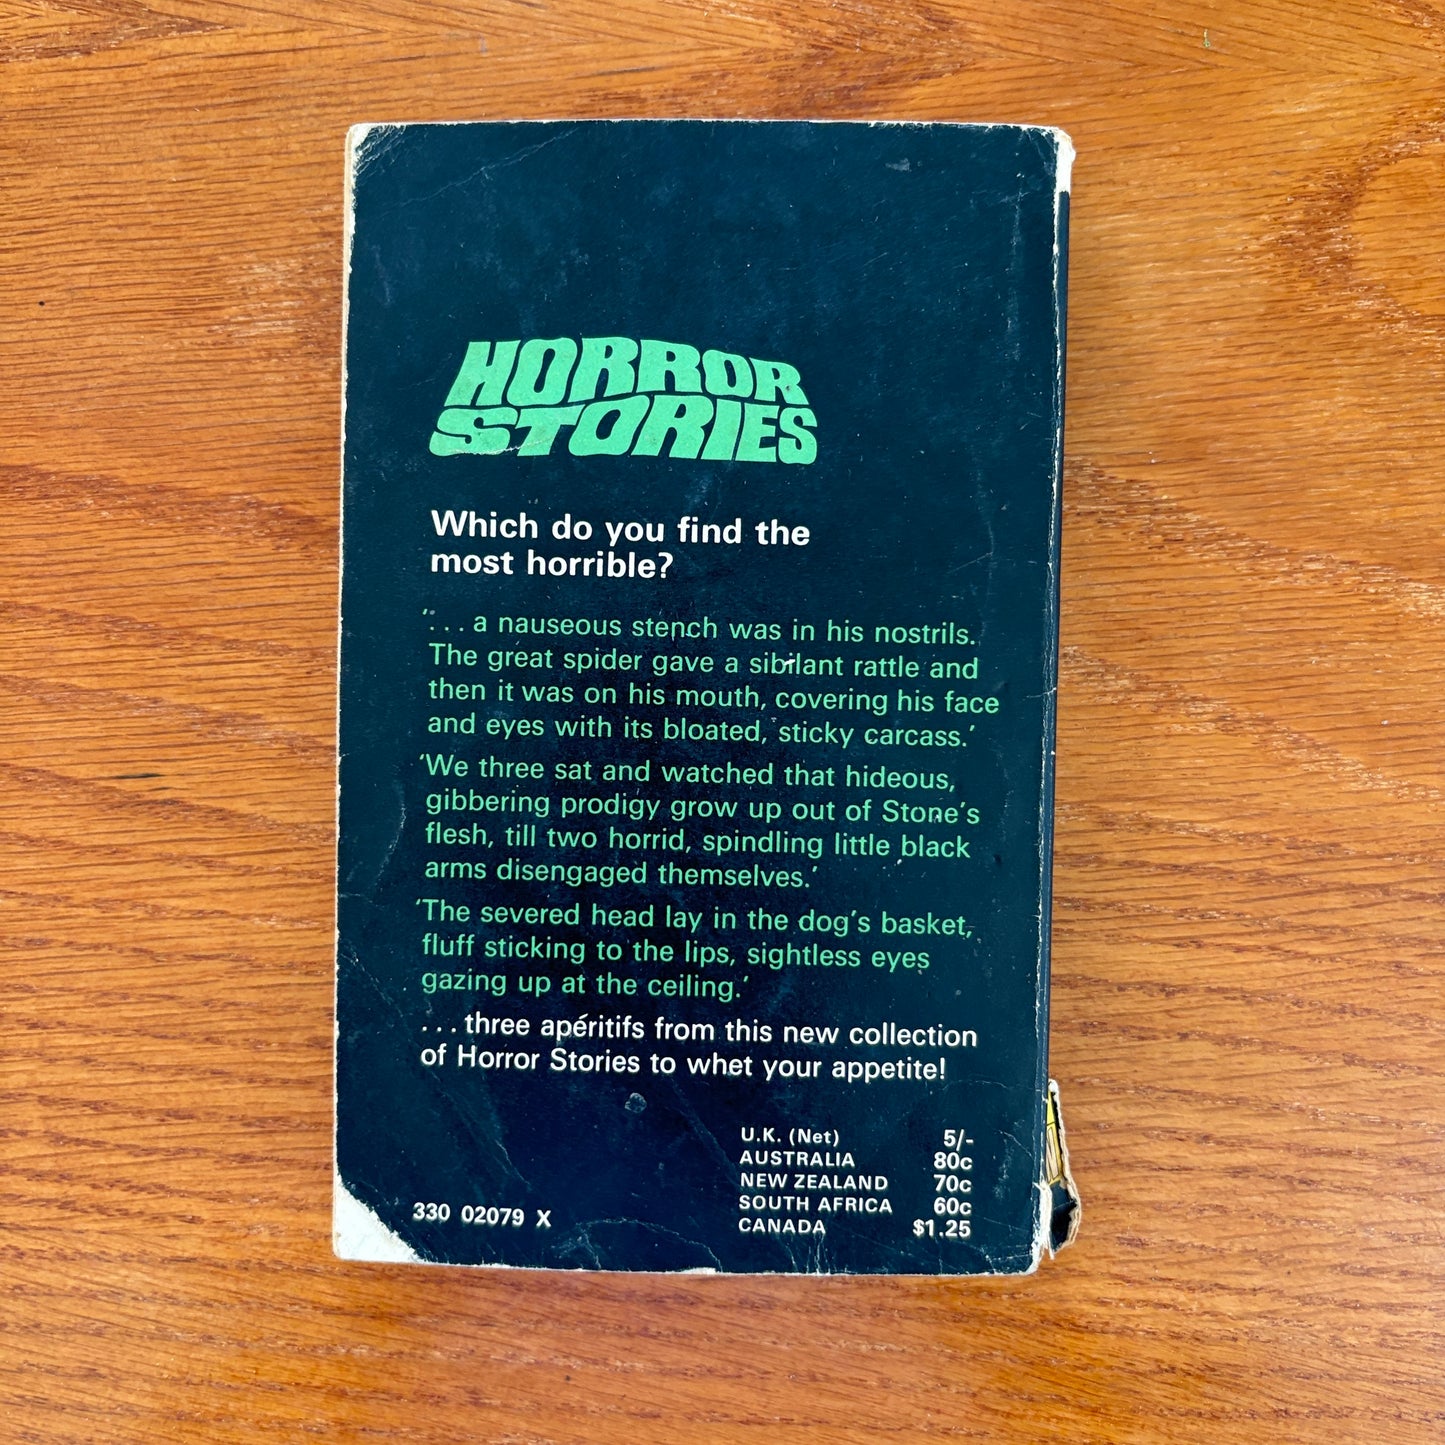 HORROR
STORIES
Which do you find the
most horrible?
'. . . a nauseous stench was in his nostrils.
The great spider gave a sibilant rattle and
then it was on his mouth, covering his face
and eyes with its bloated, sticky carcass.'
'We three sat and watched that hideous,
gibbering prodigy grow up out of Stone's
flesh, till two horrid, spindling little black
arms disengaged themselves.'
'The severed head lay in the dog's basket,
fluff sticking to the lips, sightless eyes
gazing up at the ceiling.'
. . . three apéritifs from this new collection
of Horror Stories to whet your appetite!
U.K. (Net) 5/-
AUSTRALIA 80c
NEW ZEALAND 70c
SOUTH AFRICA 60c
CANADA $1.25
330 02079 X